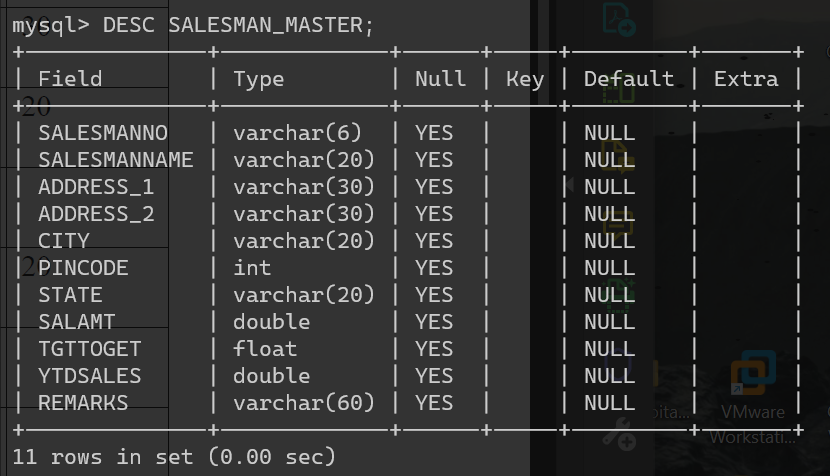 mysql> DESC SALESMAN_MASTER;
| Field | Type | Null | Key | Default | Extra |
| SALESMANNO | varchar(6) | YES | | NULL | |
| SALESMANNAME | varchar(20) | YES | | NULL | |
| ADDRESS_1 | varchar(30) | YES | | NULL | |
| ADDRESS_2 | varchar(30) | YES | | NULL | |
| CITY | varchar(20) | YES | | NULL | |
| PINCODE | int | YES | | NULL | |
| STATE | varchar(20) | YES | | NULL | |
| SALAMT | double | YES | | NULL | |
| TGTTOGET | float | YES | | NULL | |
| YTDSALES | double | YES | | NULL | |
| REMARKS | varchar(60) | YES | | NULL | |
11 rows in set (0.00 sec)
20
20
20
VMware
Workstati...